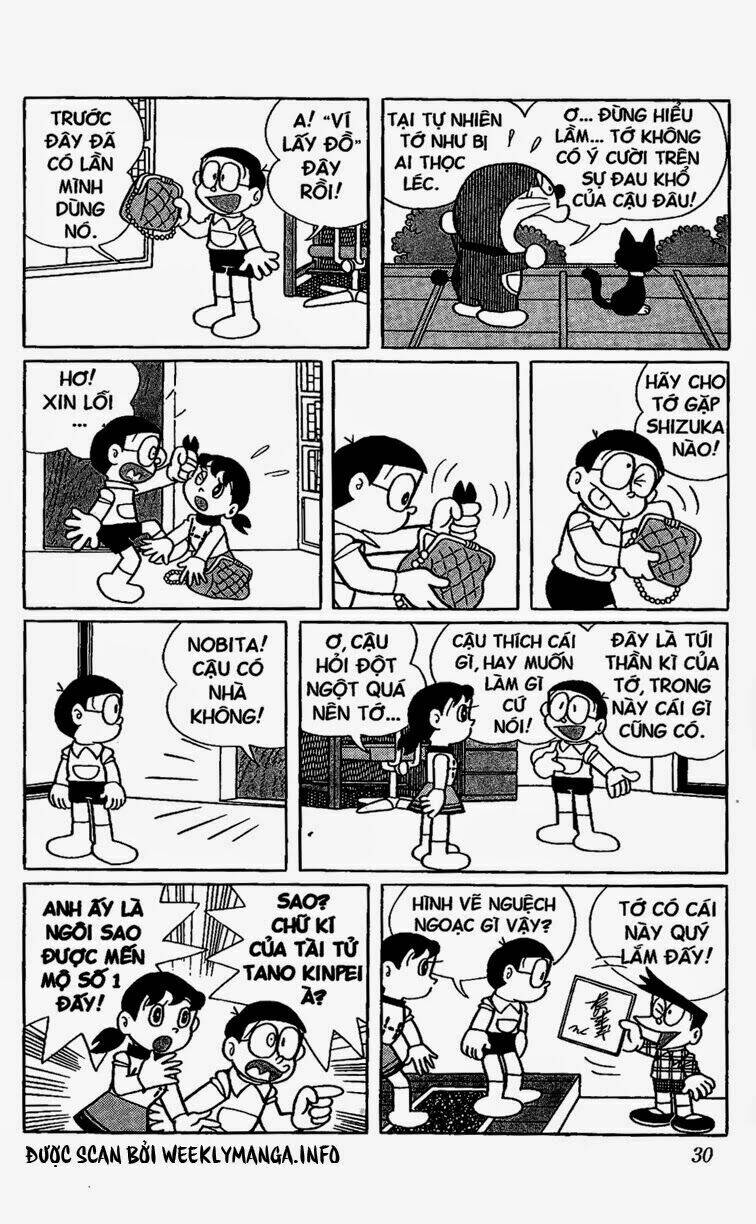 Ơ... ĐỪNG HIỂU
LẦM... TỚ KHÔNG
CÓ Ý CƯỜI TRÊN
SỰ ĐAU KHỔ
CỦA CẬU ĐÂU!
TẠI TỰ NHIÊN
TỚ NHƯ BỊ
AI THỌC
LÉC.
A! "VÍ
LẤY ĐỒ"
ĐÂY
RỒI!
TRƯỚC
ĐÂY ĐÃ
CÓ LẦN
MÌNH
DÙNG
NÓ.
HÃY CHO
TỚ GẶP
SHIZUKA
NÀO!
HƠ!
XIN LỖI
...
ĐÂY LÀ TÚI
THẦN KÌ CỦA
TỚ, TRONG
NÀY CÁI GÌ
CŨNG CÓ.
CẬU THÍCH CÁI
GÌ, HAY MUỐN
LÀM GÌ
CỨ
NÓI!
Ơ, CẬU
HỎI ĐỘT
NGỘT QUÁ
NÊN TỚ...
NOBITA!
CẬU CÓ
NHÀ
KHÔNG!
TỚ CÓ CÁI
NÀY QUÝ
LẮM ĐẤY!
HÌNH VẼ NGUỆCH
NGOẠC GÌ VẬY?
SAO?
CHỮ KÍ
CỦA TÀI TỬ
TANO KINPEI
À?
ANH ẤY LÀ
NGÔI SAO
ĐƯỢC MẾN
MỘ SỐ 1
ĐẤY!
ĐƯỢC SCAN BỞI WEEKLYMANGA.INFO
30